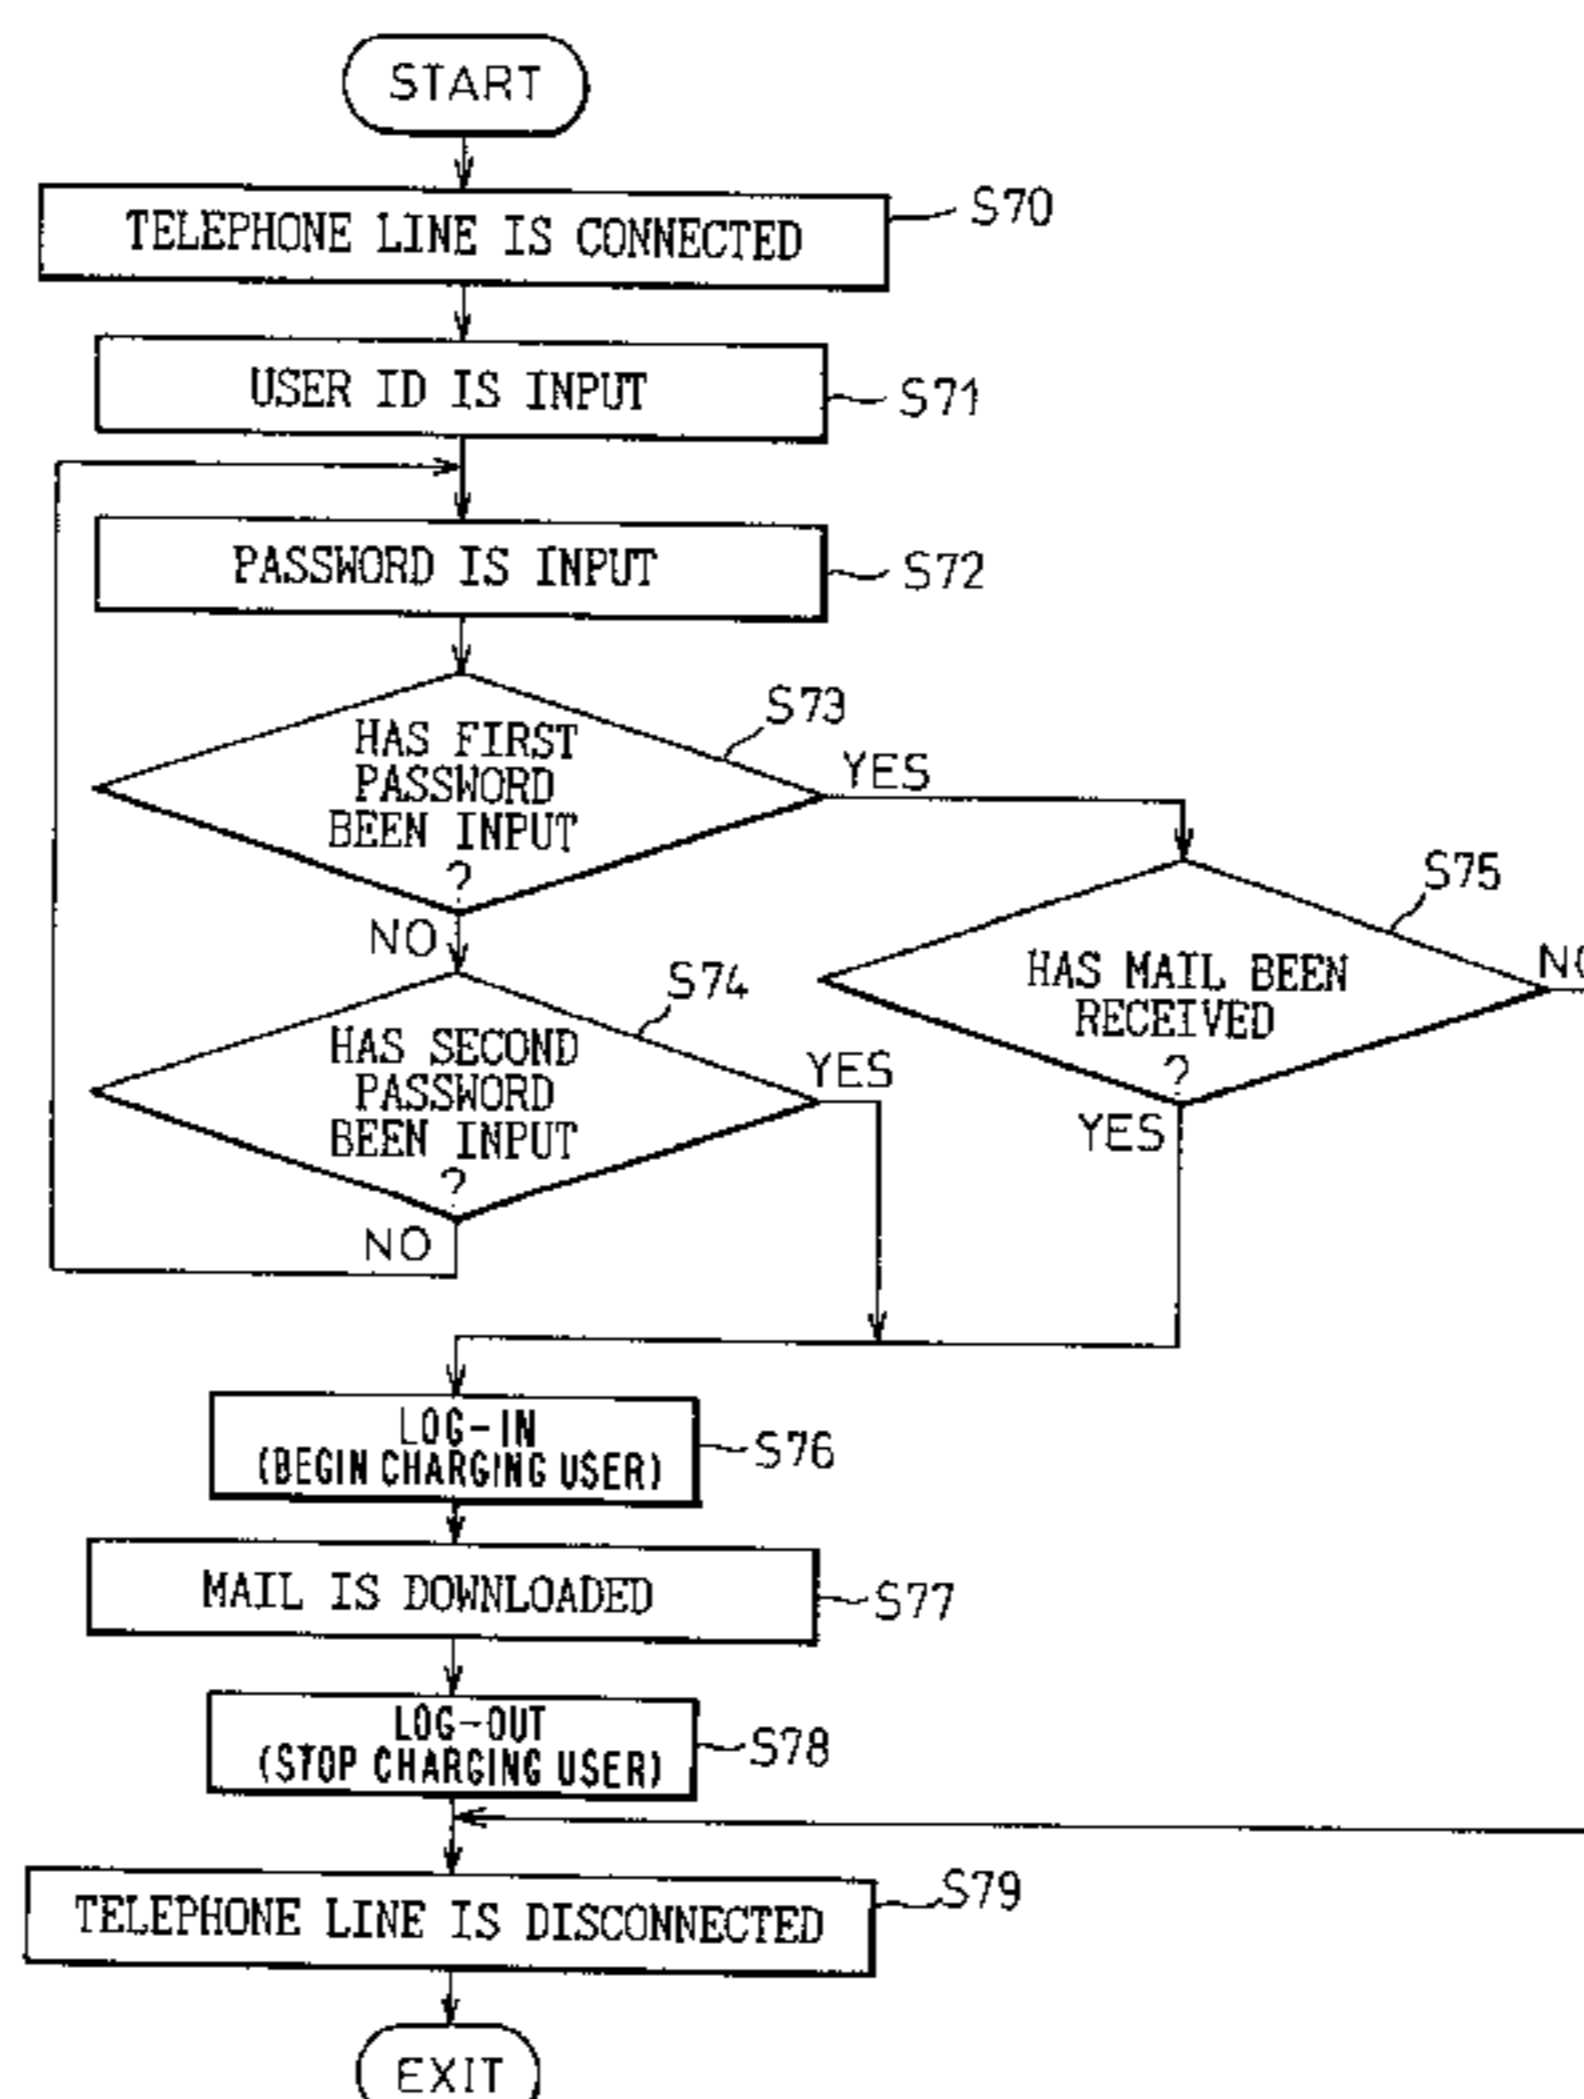 START
TELEPHONE LINE IS CONNECTED
S70
USER ID IS INPUT
S71
PASSWORD IS INPUT
S72
HAS FIRST
PASSWORD
BEEN INPUT
?
S73
YES
NO
HAS SECOND
PASSWORD
BEEN INPUT
?
S74
YES
NO
HAS MAIL BEEN
RECEIVED
?
S75
NO
YES
LOG-IN
(BEGIN CHARGING USER)
S76
MAIL IS DOWNLOADED
S77
LOG-OUT
(STOP CHARGING USER)
S78
TELEPHONE LINE IS DISCONNECTED
S79
EXIT